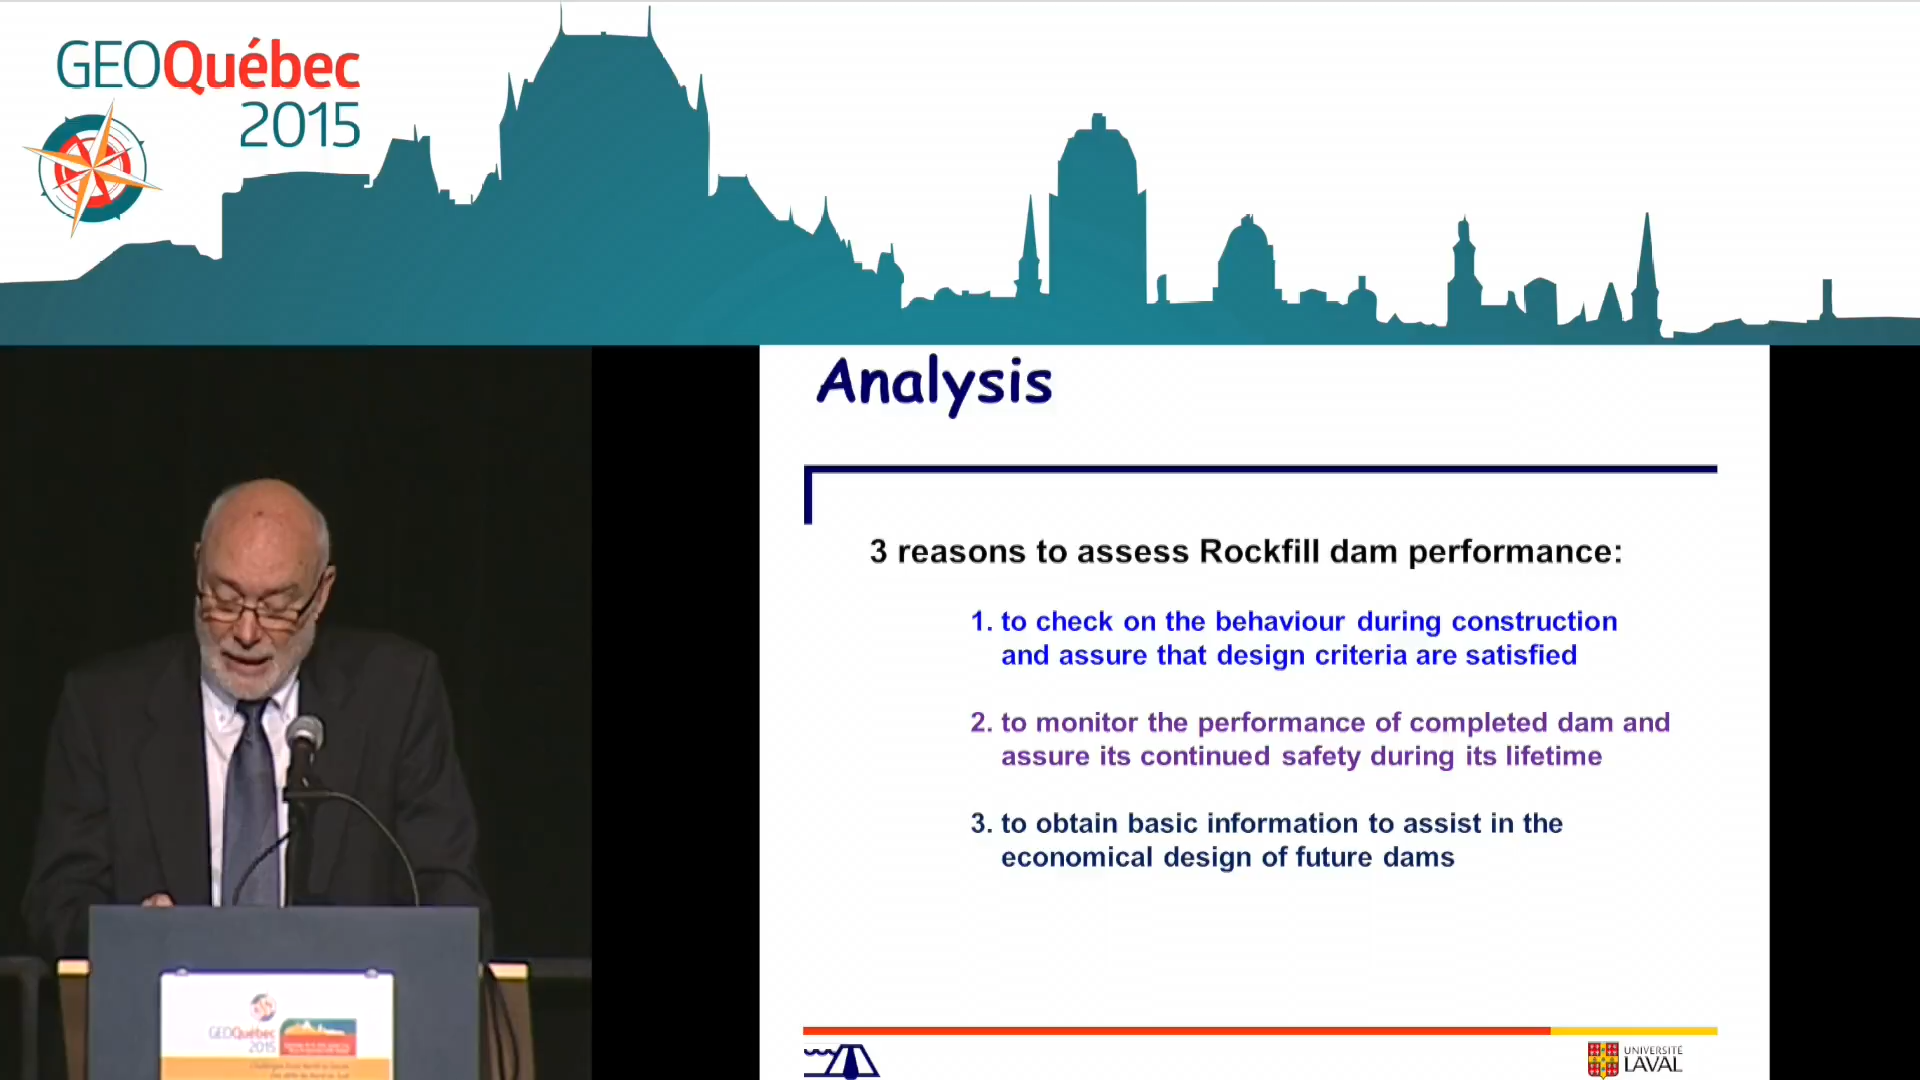 GEOQuébec
2015
Analysis
3 reasons to assess Rockfill dam performance:
1. to check on the behaviour during construction
and assure that design criteria are satisfied
2. to monitor the performance of completed dam and
assure its continued safety during its lifetime
3. to obtain basic information to assist in the
economical design of future dams
GEOQuébec
2015
UNIVERSITÉ
LAVAL